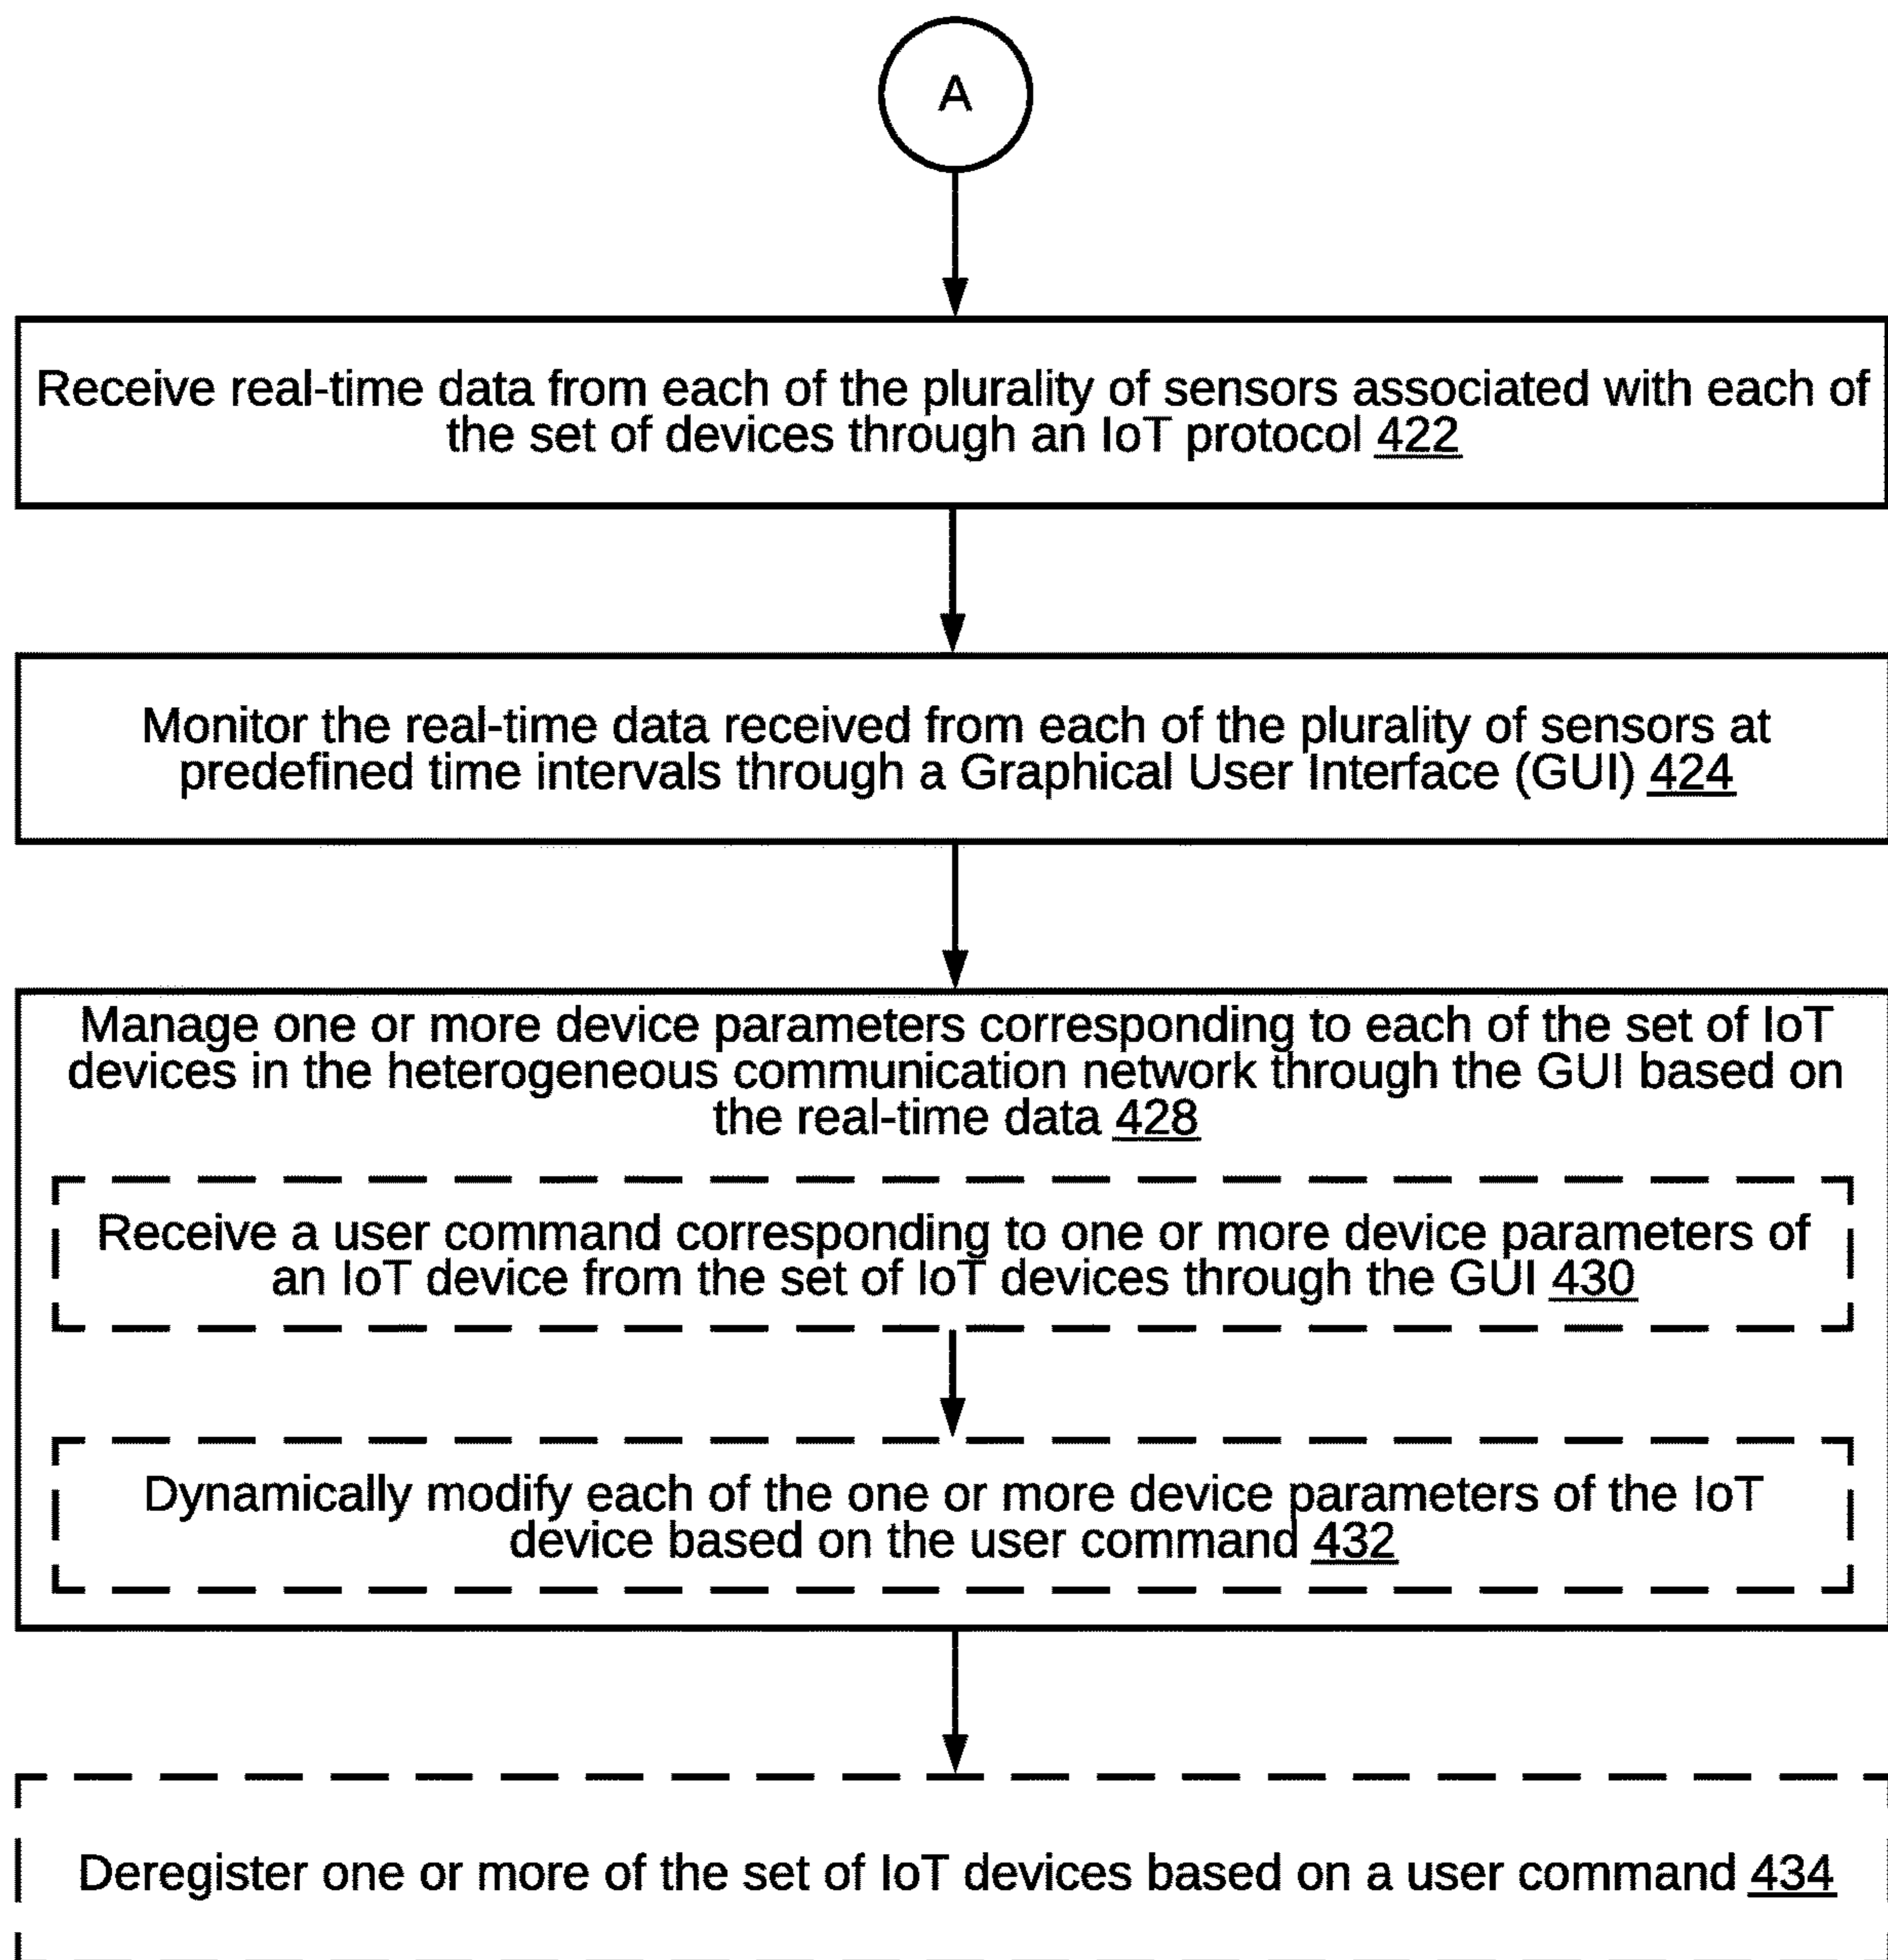 A
Receive real-time data from each of the plurality of sensors associated with each of
the set of devices through an IoT protocol 422
Monitor the real-time data received from each of the plurality of sensors at
predefined time intervals through a Graphical User Interface (GUI) 424
Manage one or more device parameters corresponding to each of the set of IoT
devices in the heterogeneous communication network through the GUI based on
the real-time data 428
Receive a user command corresponding to one or more device parameters of
an IoT device from the set of IoT devices through the GUI 430
Dynamically modify each of the one or more device parameters of the IoT
device based on the user command 432
Deregister one or more of the set of IoT devices based on a user command 434